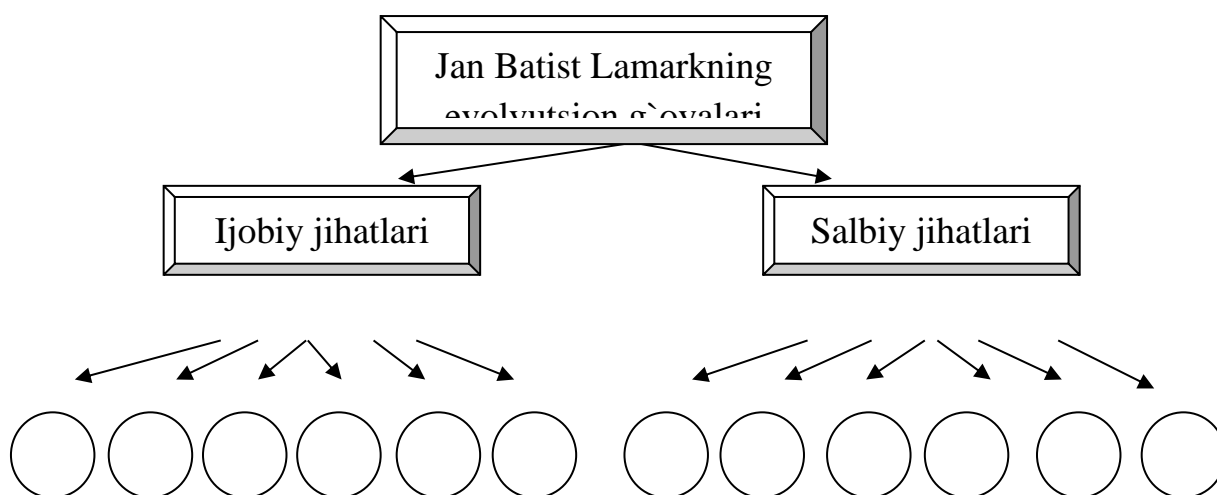 Jan Batist Lamarkning
evolyutsion g`oyalari
Ijobiy jihatlari
Salbiy jihatlari